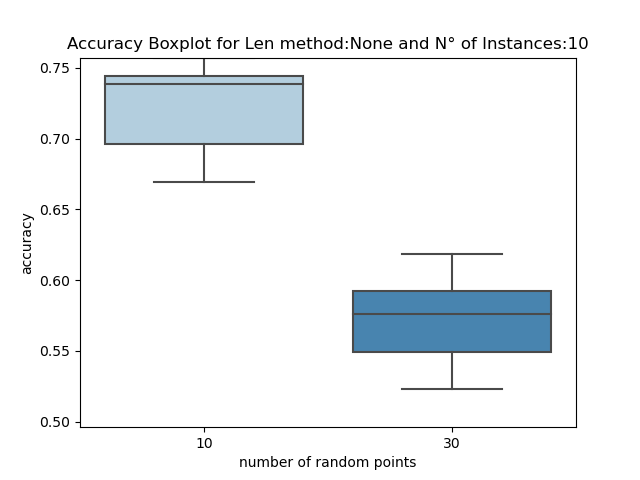 Accuracy Boxplot for Len method:None and N° of Instances:10
0.75
0.70
0.65
0.60
0.55
0.50
accuracy
10 30
number of random points